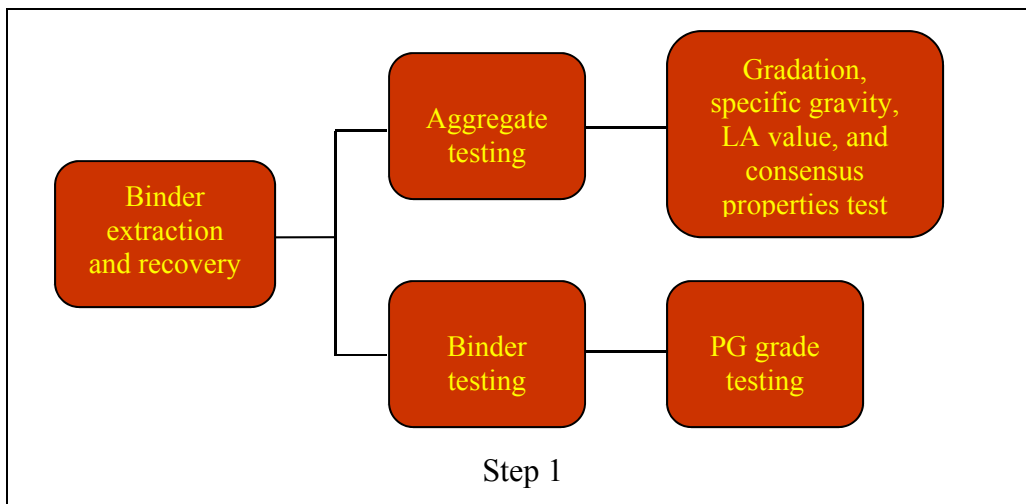 Binder
extraction
and recovery
Aggregate
testing
Gradation,
specific gravity,
LA value, and
consensus
properties test
Binder
testing
PG grade
testing
Step 1